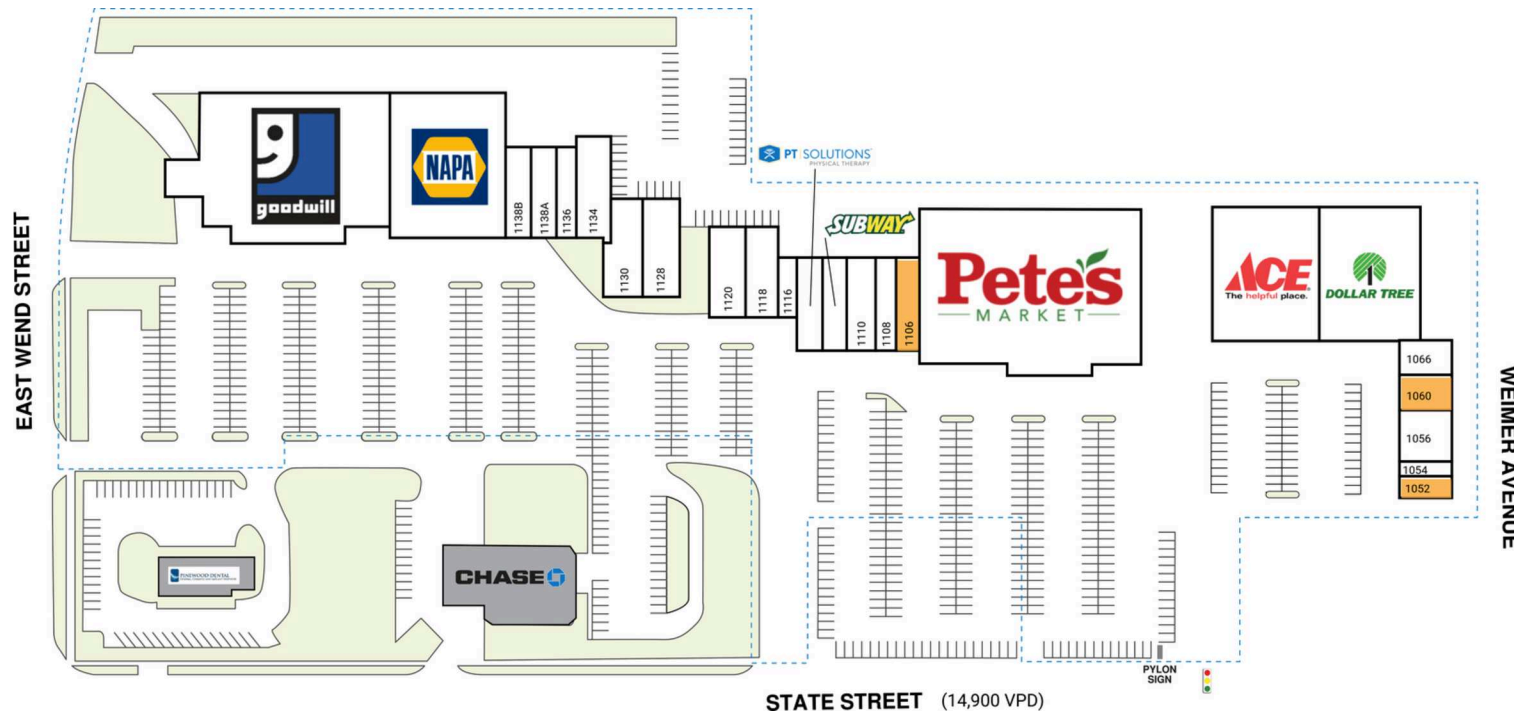 EAST WEND STREET
goodwill
NAPA
1138B
1138A
1136
1134
1130
1128
1120
1118
1116
PT SOLUTIONS
PHYSICAL THERAPY
SUBWAY
1110
1108
1106
Pete's
MARKET
ACE
The helpful place.
DOLLAR TREE
1066
1060
1056
1054
1052
WEIMER AVENUE
PINEWOOD DENTAL
CHASE
PYLON
SIGN
STATE STREET (14,900 VPD)